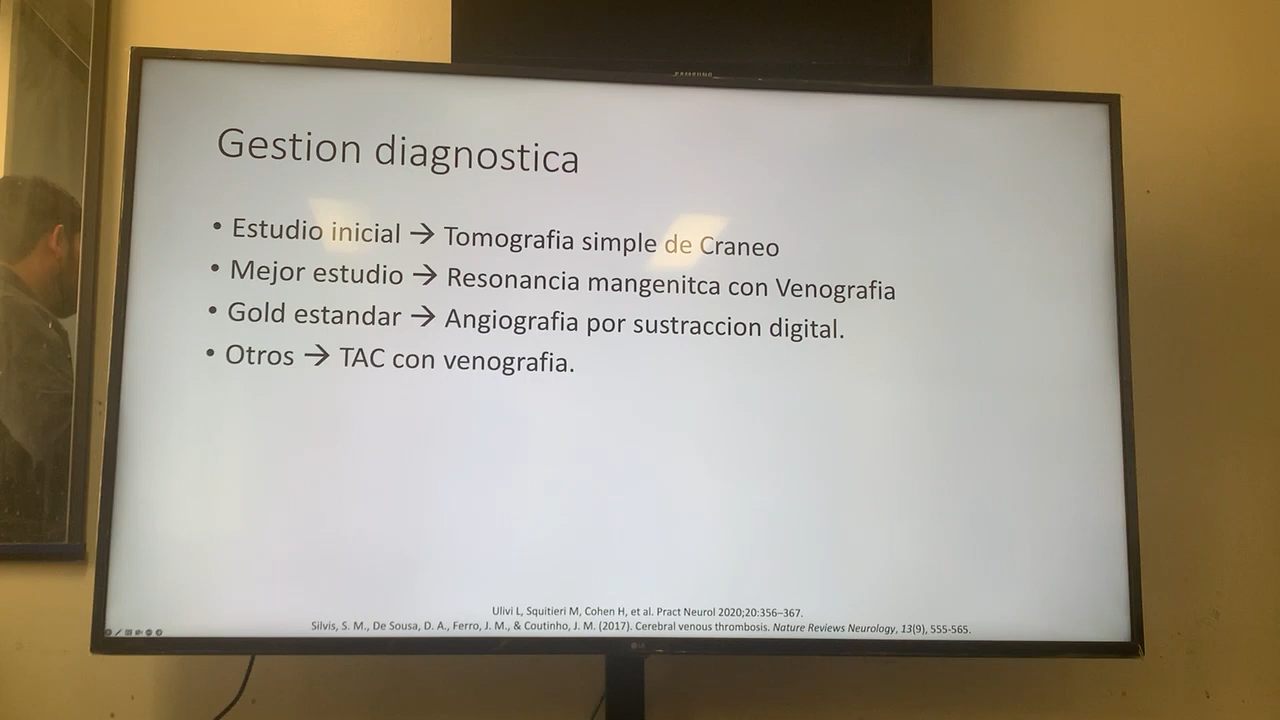 SAMSUNG
Gestion diagnostica
• Estudio inicial → Tomografia simple de Craneo
• Mejor estudio → Resonancia mangenitca con Venografia
• Gold estandar → Angiografia por sustraccion digital.
• Otros → TAC con venografia.
Ulivi L, Squitieri M, Cohen H, et al. Pract Neurol 2020;20:356–367.
Silvis, S. M., De Sousa, D. A., Ferro, J. M., & Coutinho, J. M. (2017). Cerebral venous thrombosis. Nature Reviews Neurology, 13(9), 555-565.
LG